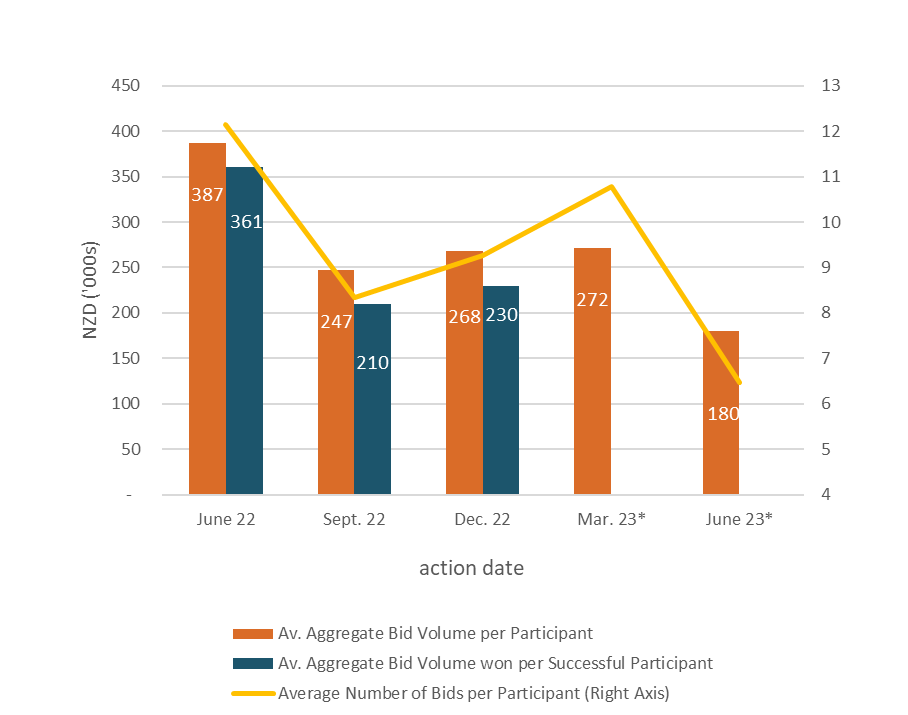 450
400
350
300
250
200
150
100
50
-
NZD ('000s)
387
361
247
210
268
230
272
180
13
12
11
10
9
8
7
6
5
4
June 22
Sept. 22
Dec. 22
Mar. 23*
June 23*
action date
Av. Aggregate Bid Volume per Participant
Av. Aggregate Bid Volume won per Successful Participant
Average Number of Bids per Participant (Right Axis)